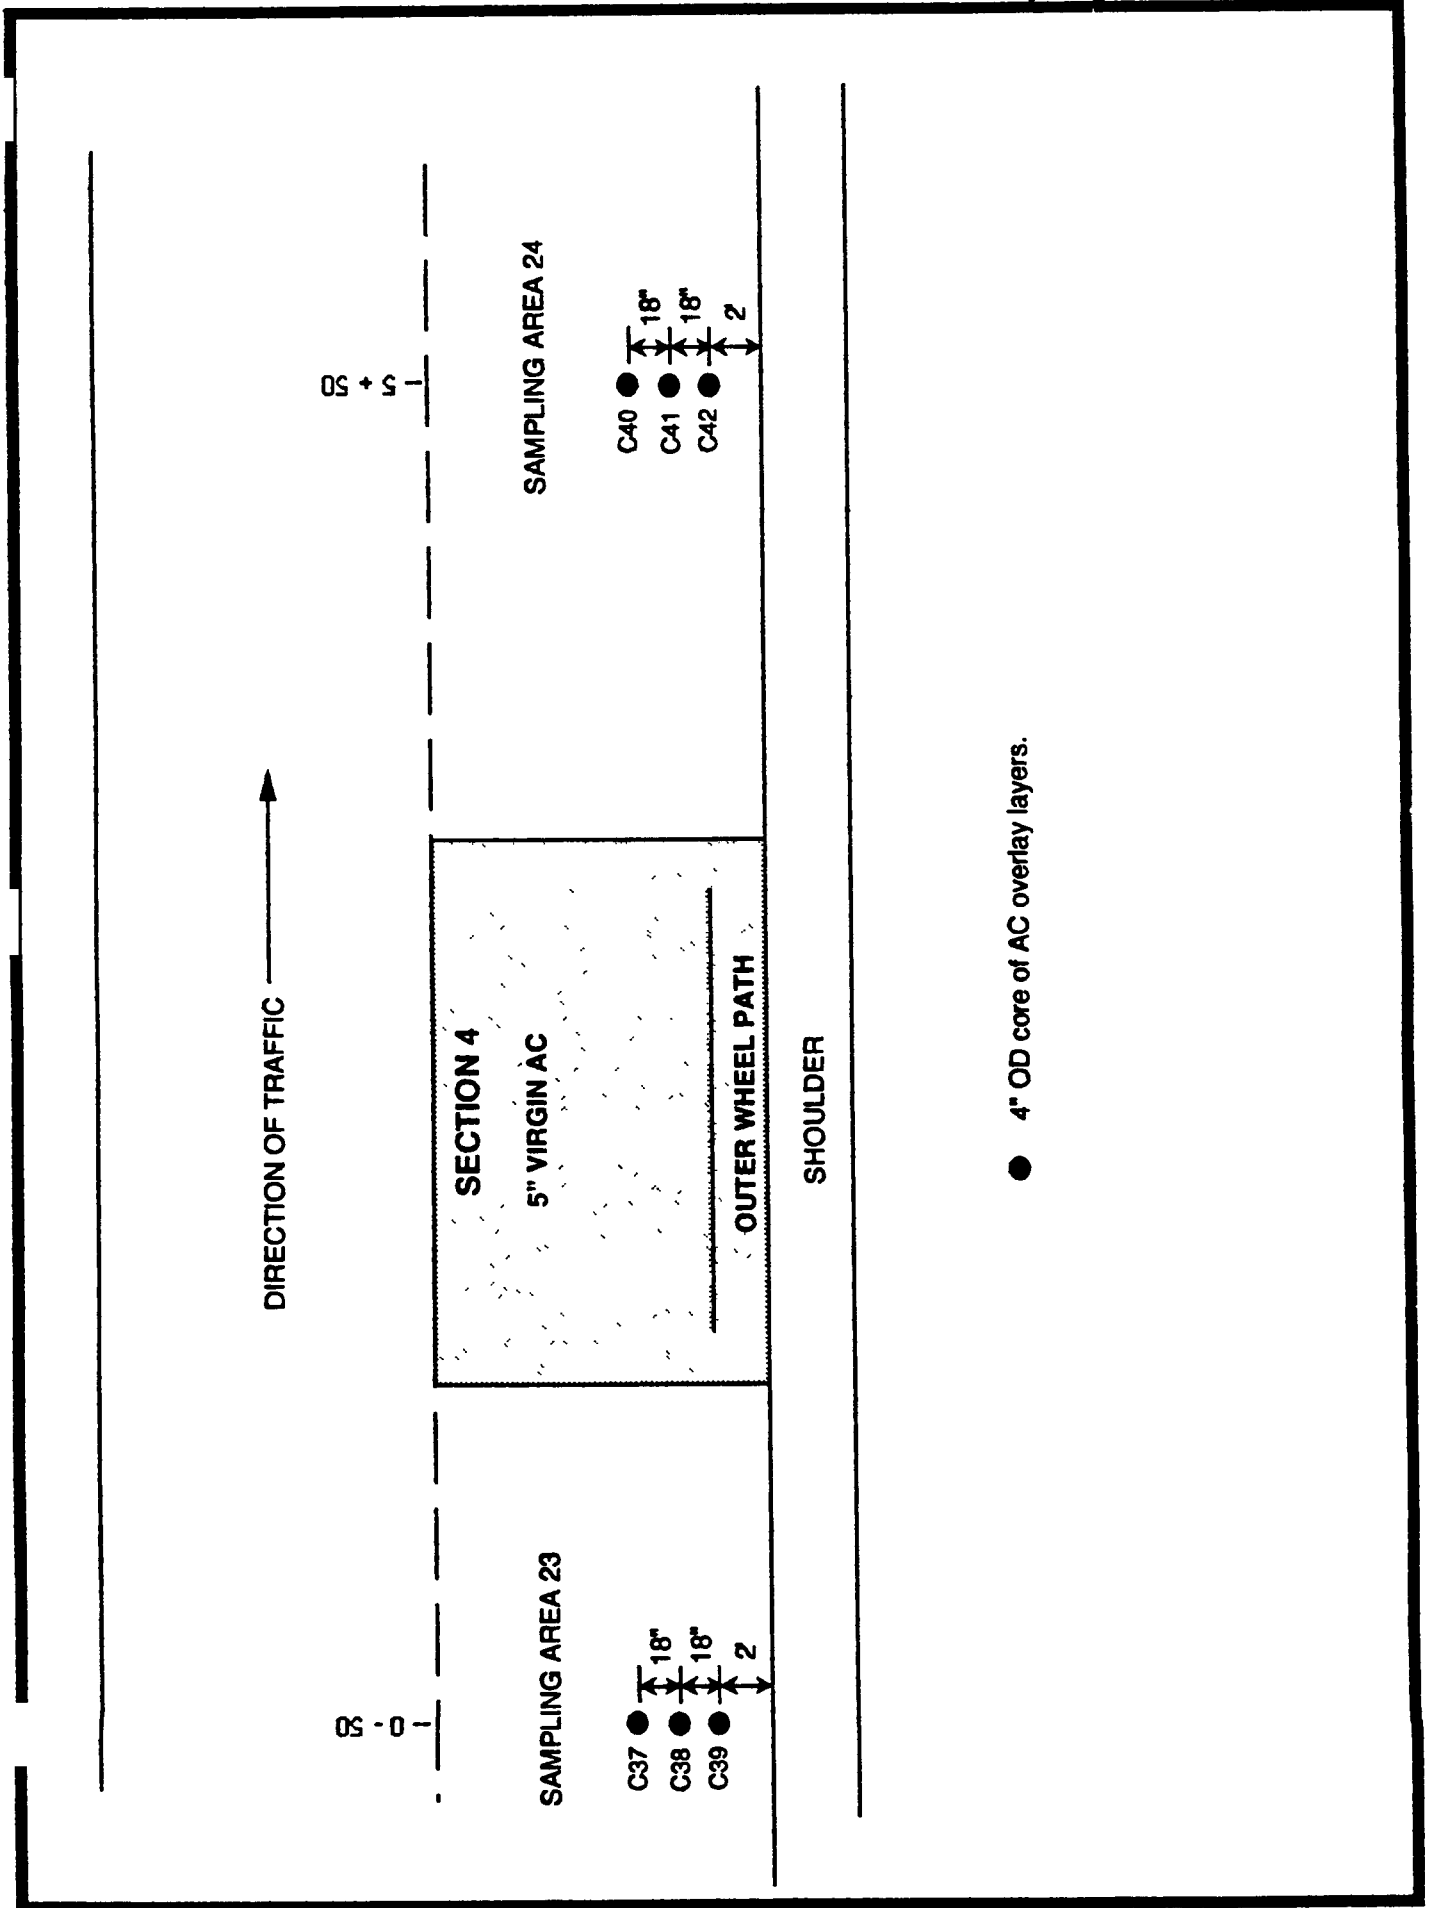 DIRECTION OF TRAFFIC
0 - 50
5 + 50
SAMPLING AREA 23
SECTION 4
5" VIRGIN AC
SAMPLING AREA 24
C37
18"
C38
18"
C39
2'
C40
18"
C41
18"
C42
2'
OUTER WHEEL PATH
SHOULDER
4" OD core of AC overlay layers.